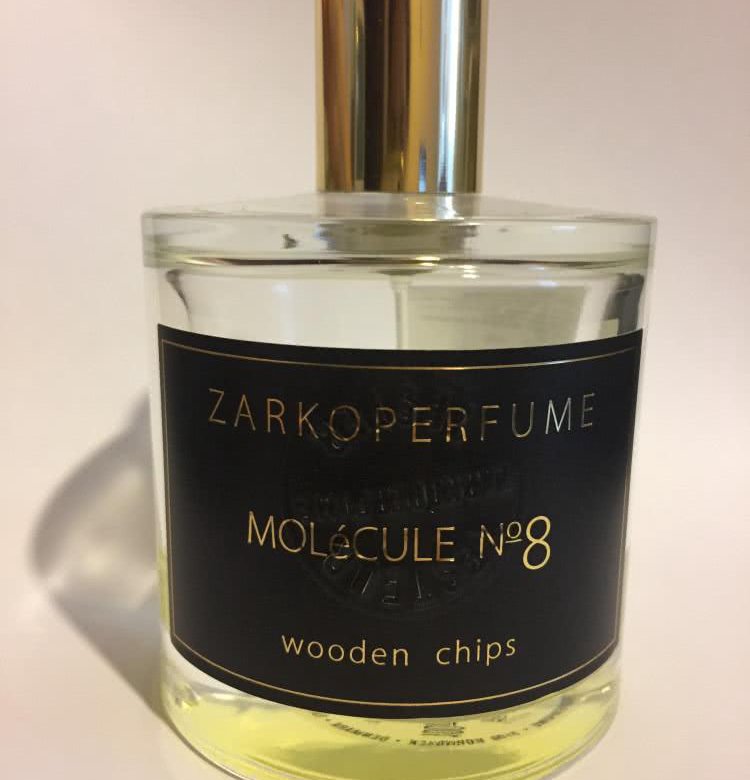 ZARKOPERFUME
MOLéCULE Nº8
wooden chips